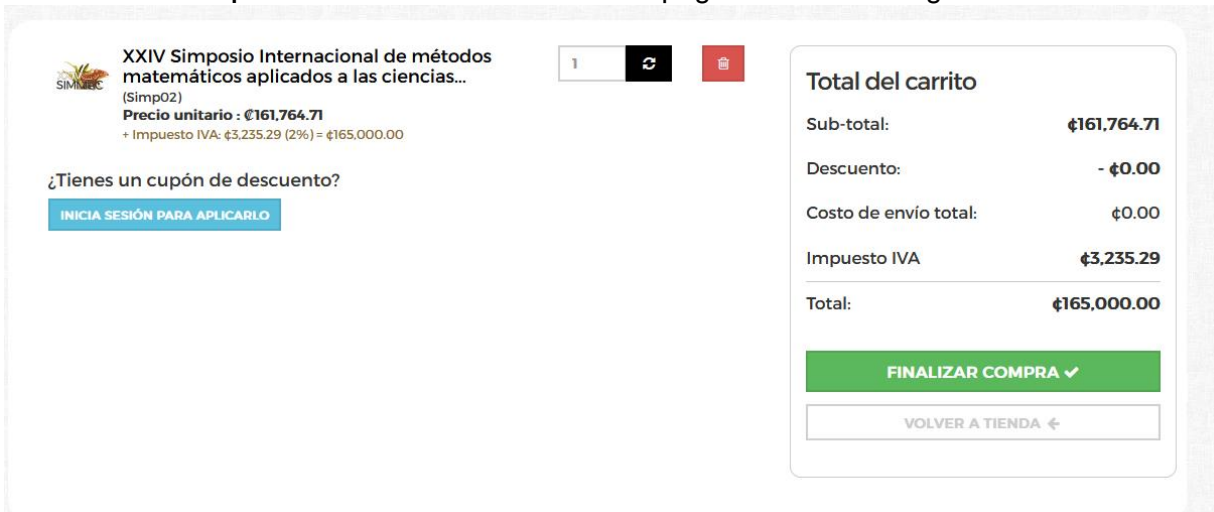 XXIV Simposio Internacional de métodos
matemáticos aplicados a las ciencias...
(Simp02)
Precio unitario : ₡161,764.71
+ Impuesto IVA: ¢3,235.29 (2%) = ¢165,000.00
1
¿Tienes un cupón de descuento?
INICIA SESIÓN PARA APLICARLO
Total del carrito
Sub-total: ¢161,764.71
Descuento: - ¢0.00
Costo de envío total: ¢0.00
Impuesto IVA ¢3,235.29
Total: ¢165,000.00
FINALIZAR COMPRA
VOLVER A TIENDA